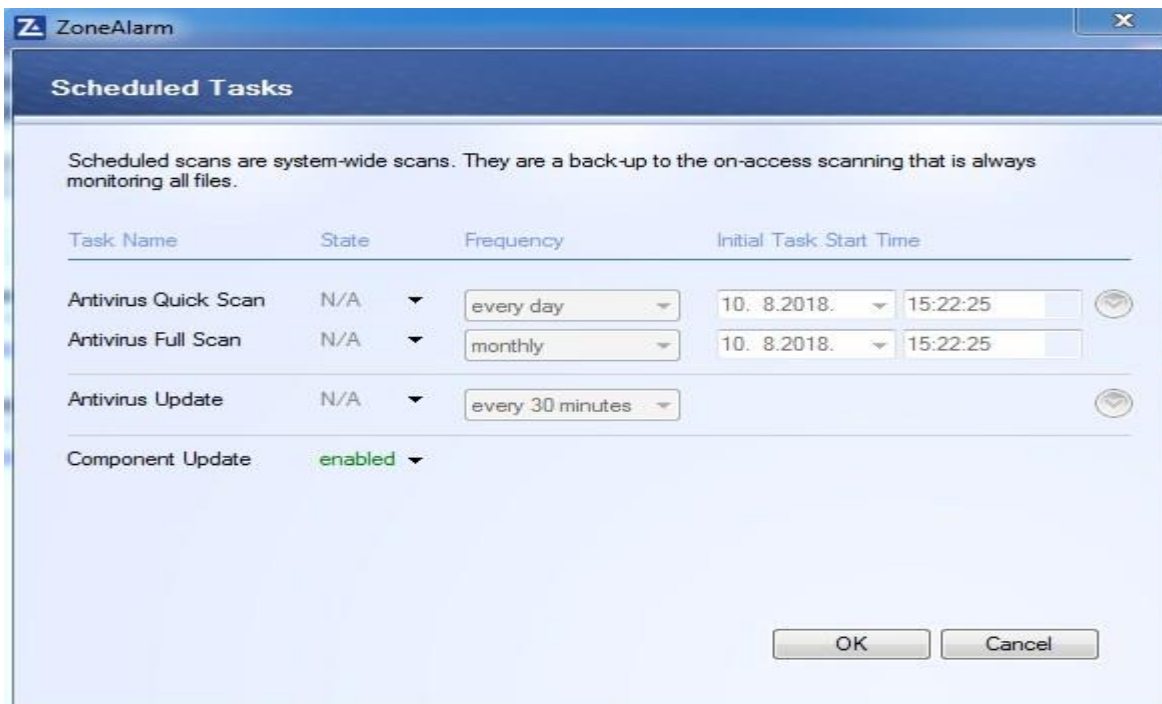 ZoneAlarm
Scheduled Tasks
Scheduled scans are system-wide scans. They are a back-up to the on-access scanning that is always
monitoring all files.
Task Name State Frequency Initial Task Start Time
Antivirus Quick Scan N/A every day 10. 8.2018. 15:22:25
Antivirus Full Scan N/A monthly 10. 8.2018. 15:22:25
Antivirus Update N/A every 30 minutes
Component Update enabled
OK Cancel